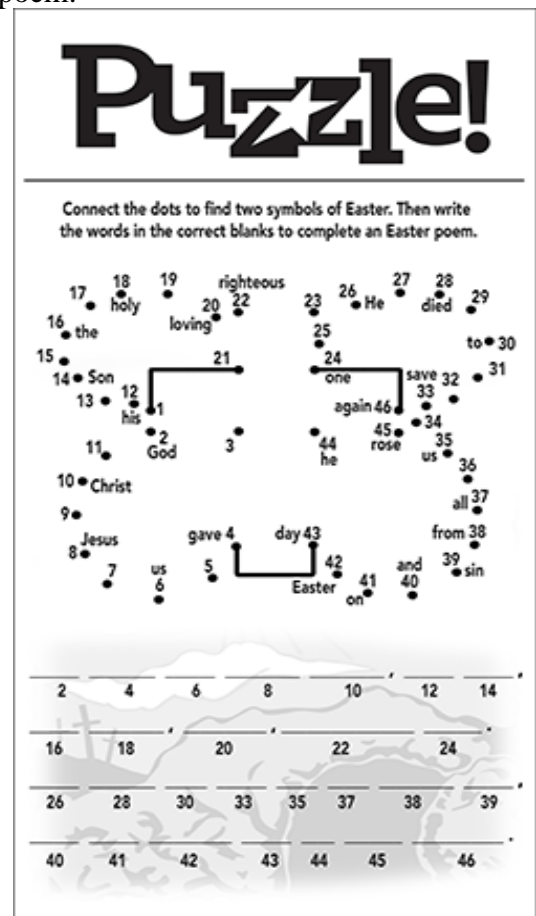 poem.
Puzzle!
Connect the dots to find two symbols of Easter. Then write
the words in the correct blanks to complete an Easter poem.
17 18 holy 19 righteous 20 loving 22 23 26 He 27 28 died 29
16 the 21 25 24 one to 30
15 14 Son 13 12 his 1 again 46 save 33 32 31
2 God 3 44 he 45 rose 34 35 us
11 10 Christ 36
9 all 37
8 Jesus gave 4 day 43 from 38
7 us 6 5 42 Easter 41 on and 40 39 sin
2 4 6 8 10 , 12 14 ,
16 18 , 20 , 22 24 .
26 28 30 33 35 37 38 39 ,
40 41 42 43 44 45 46 .